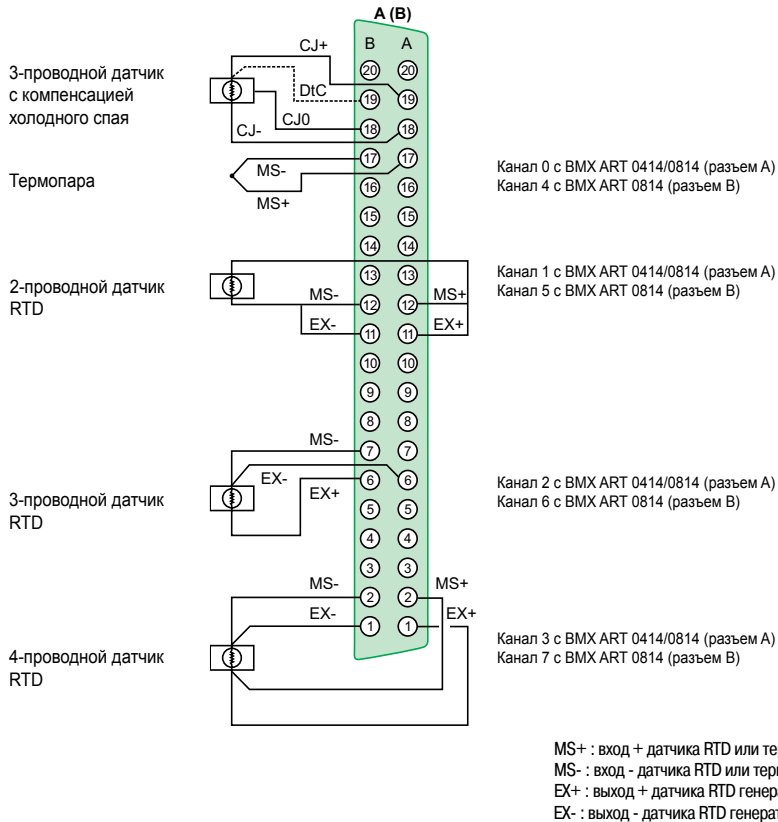 A (B)
B A
3-проводной датчик
с компенсацией
холодного спая
CJ+
DtC
CJ0
CJ-
20 20
19 19
18 18
Термопара
MS-
MS+
17 17
16 16
15 15
14 14
Канал 0 с BMX ART 0414/0814 (разъем A)
Канал 4 с BMX ART 0814 (разъем B)
2-проводной датчик
RTD
13 13
MS- 12 12 MS+
EX- 11 11 EX+
10 10
9 9
8 8
Канал 1 с BMX ART 0414/0814 (разъем A)
Канал 5 с BMX ART 0814 (разъем B)
3-проводной датчик
RTD
MS- 7 7
EX- 6 6
EX+
5 5
4 4
3 3
Канал 2 с BMX ART 0414/0814 (разъем A)
Канал 6 с BMX ART 0814 (разъем B)
4-проводной датчик
RTD
MS- 2 2 MS+
EX- 1 1 EX+
Канал 3 с BMX ART 0414/0814 (разъем A)
Канал 7 с BMX ART 0814 (разъем B)
MS+ : вход + датчика RTD или
MS- : вход - датчика RTD или
EX+ : выход + датчика RTD
EX- : выход - датчика RTD